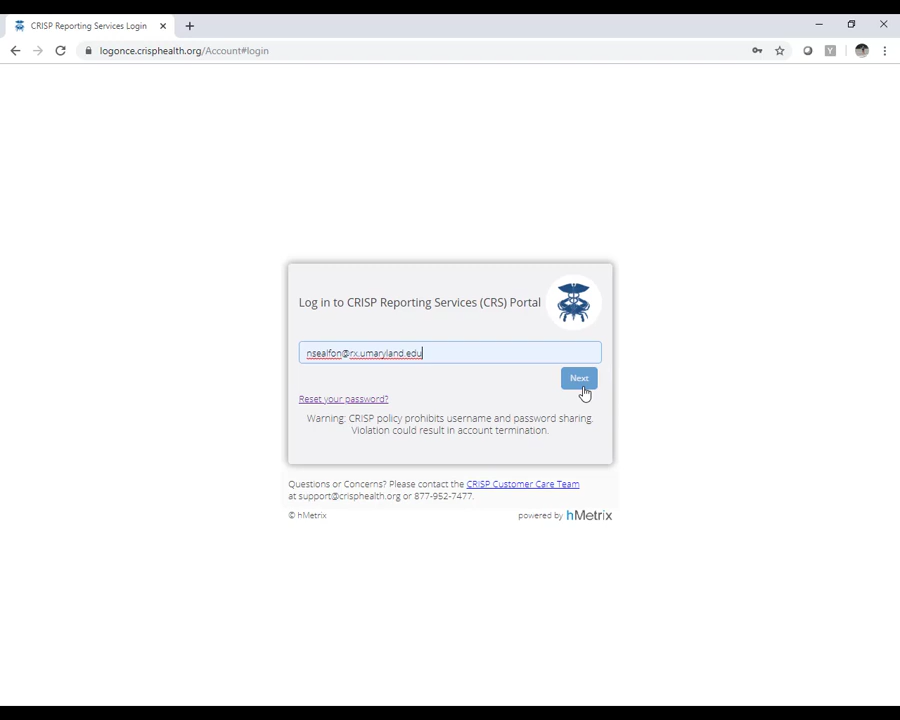 CRISP Reporting Services Login
logonce.crisphealth.org/Account#login
Y
Log in to CRISP Reporting Services (CRS) Portal
nsealfon@rx.umaryland.edu
Next
Reset your password?
Warning: CRISP policy prohibits username and password sharing.
Violation could result in account termination.
Questions or Concerns? Please contact the CRISP Customer Care Team
at support@crisphealth.org or 877-952-7477.
© hMetrix
powered by hMetrix